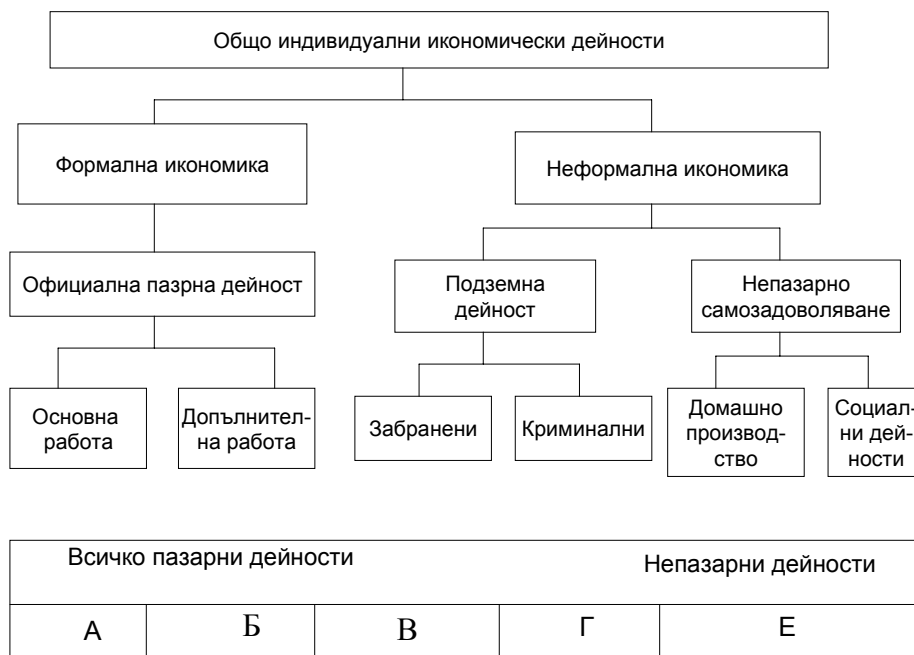 Общо индивидуални икономически дейности
Формална икономика
Неформална икономика
Официална пазрна дейност
Подземна
дейност
Непазарно
самозадоволяване
Основна
работа
Допълнител-
на работа
Забранени
Криминални
Домашно
производ-
ство
Социал-
ни дей-
ности
Всичко пазарни дейности
Непазарни дейности
А Б В Г Е